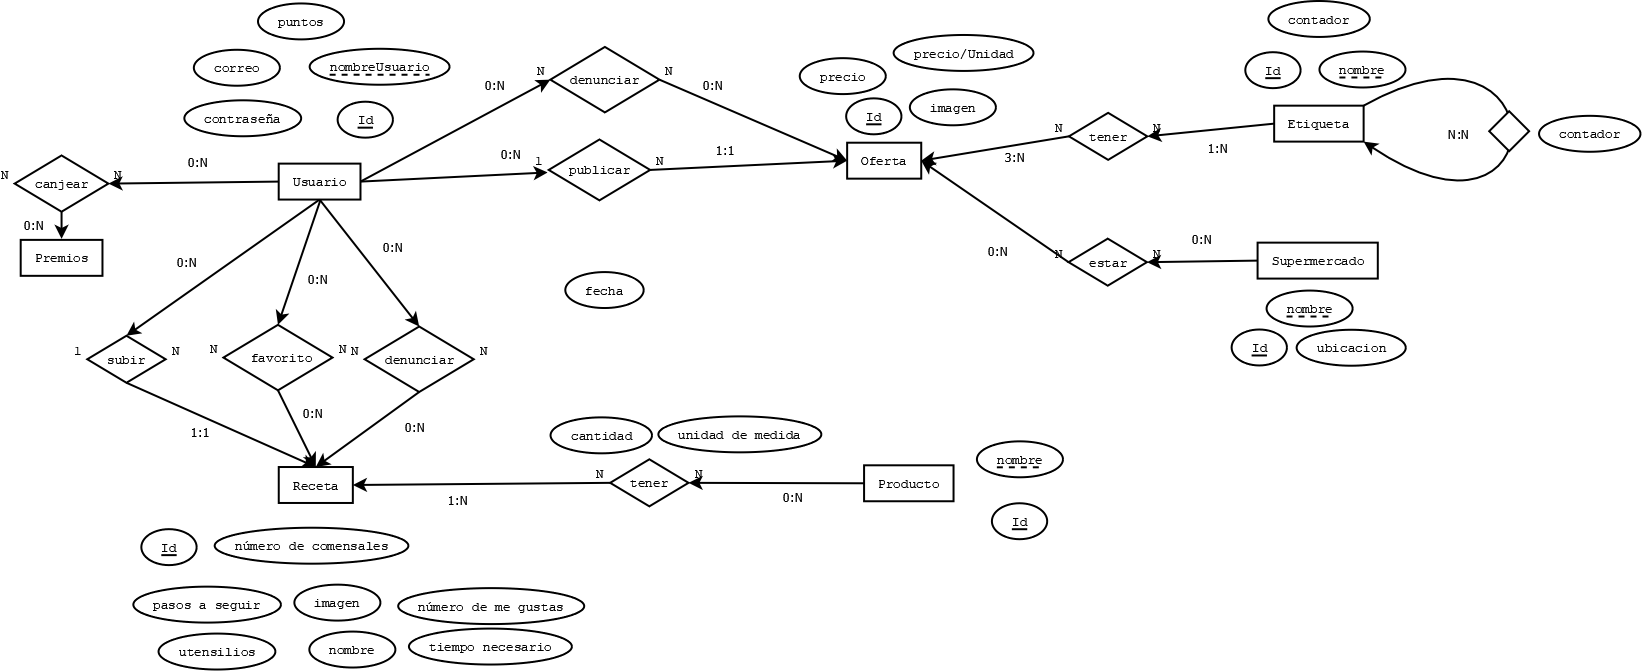 puntos
correo
nombreUsuario
contraseña
Id
denunciar
N
N
0:N
0:N
precio/Unidad
precio
Id
imagen
contador
Id
nombre
Etiqueta
N:N
contador
tener
N
N
3:N
1:N
canjear
N
N
0:N
0:N
Premios
Usuario
0:N
1
publicar
N
1:1
Oferta
0:N
N
estar
N
0:N
Supermercado
nombre
Id
ubicacion
0:N
0:N
0:N
fecha
1
subir
N
N
favorito
N
N
denunciar
N
1:1
0:N
0:N
cantidad
unidad de medida
Receta
1:N
N
tener
N
0:N
Producto
nombre
Id
Id
número de comensales
pasos a seguir
imagen
número de me gustas
utensilios
nombre
tiempo necesario